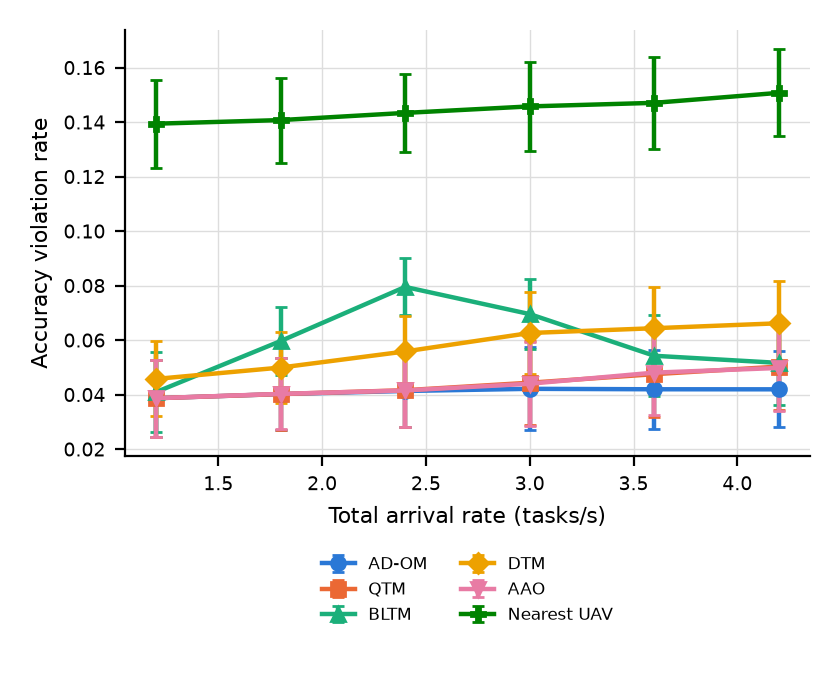 Accuracy violation rate
0.16
0.14
0.12
0.10
0.08
0.06
0.04
0.02
1.5 2.0 2.5 3.0 3.5 4.0
Total arrival rate (tasks/s)
AD-OM DTM
QTM AAO
BLTM Nearest UAV